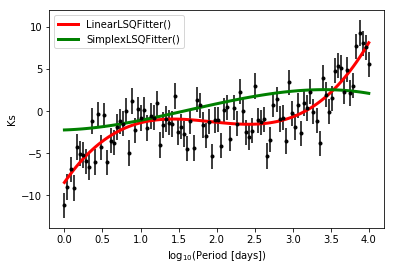 LinearLSQFitter()
SimplexLSQFitter()
10
5
0
−5
−10
Ks
0.0 0.5 1.0 1.5 2.0 2.5 3.0 3.5 4.0
log₁₀(Period [days])